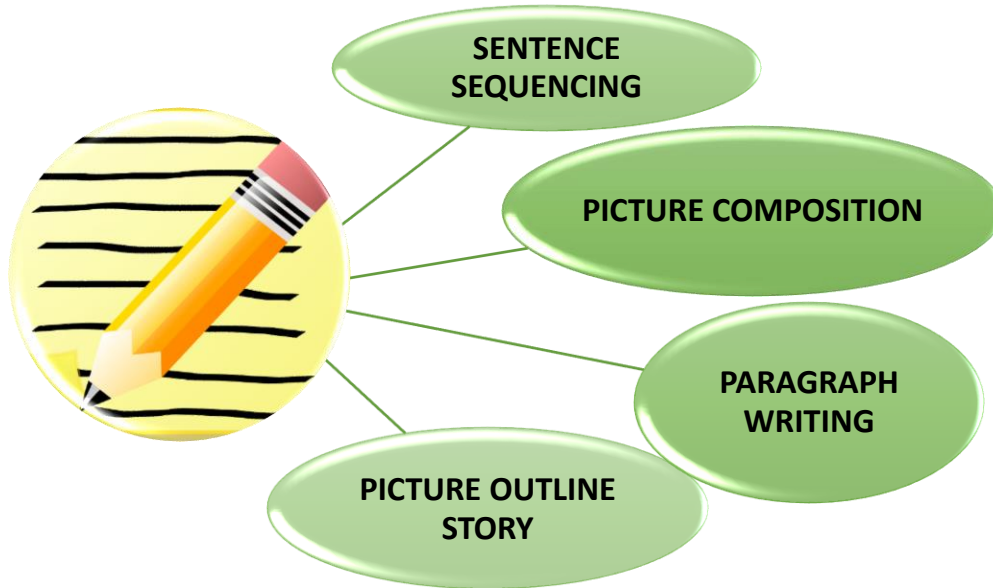 SENTENCE
SEQUENCING
PICTURE COMPOSITION
PARAGRAPH
WRITING
PICTURE OUTLINE
STORY